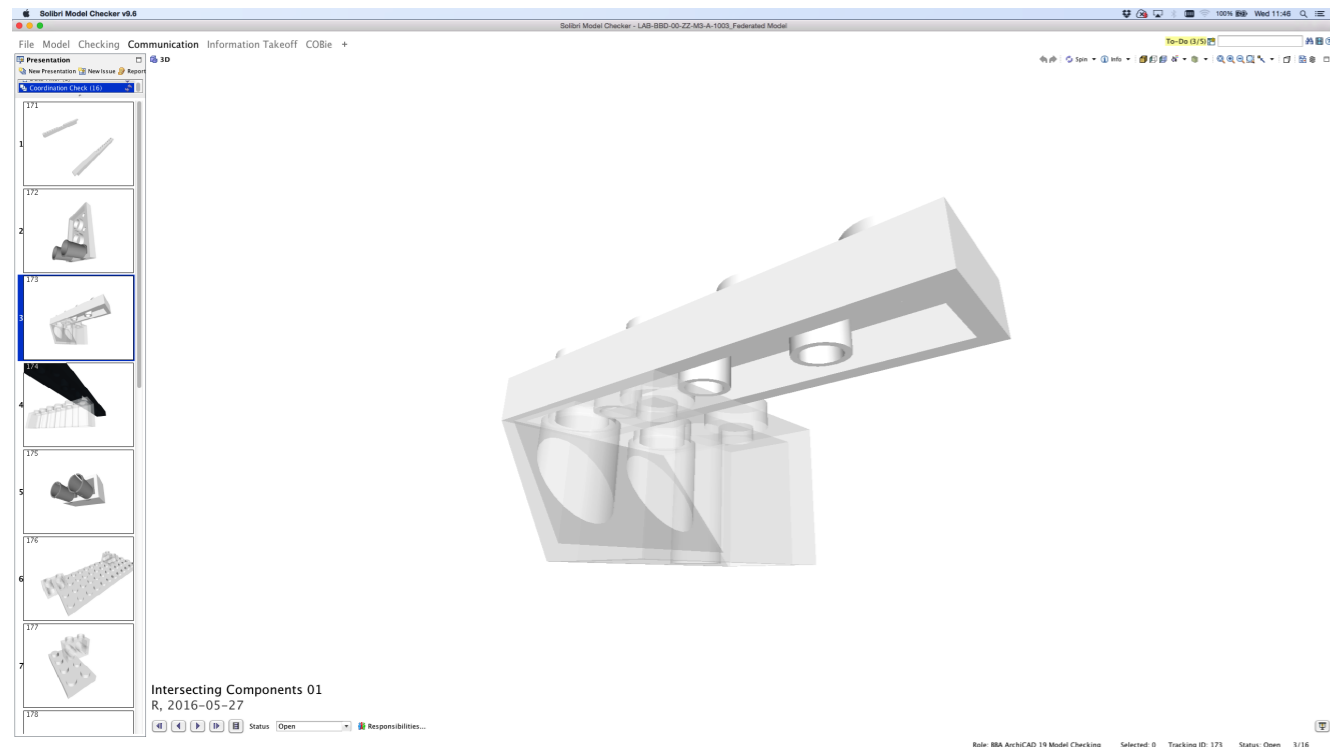 Solibri Model Checker v9.6
100%
Wed 11:46
Solibri Model Checker - LAB-BBD-00-ZZ-M3-A-1003_Federated Model
File Model Checking Communication Information Takeoff COBie +
To-Do (3/5)
Presentation
3D
Spin
Info
New Presentation New Issue Report
Coordination Check (16)
171
1
172
2
173
3
174
4
175
5
176
6
177
7
178
Intersecting Components 01
R, 2016-05-27
Status Open Responsibilities...
Role: BBA ArchiCAD 19 Model Checking Selected: 0 Tracking ID: 173 Status: Open 3/16